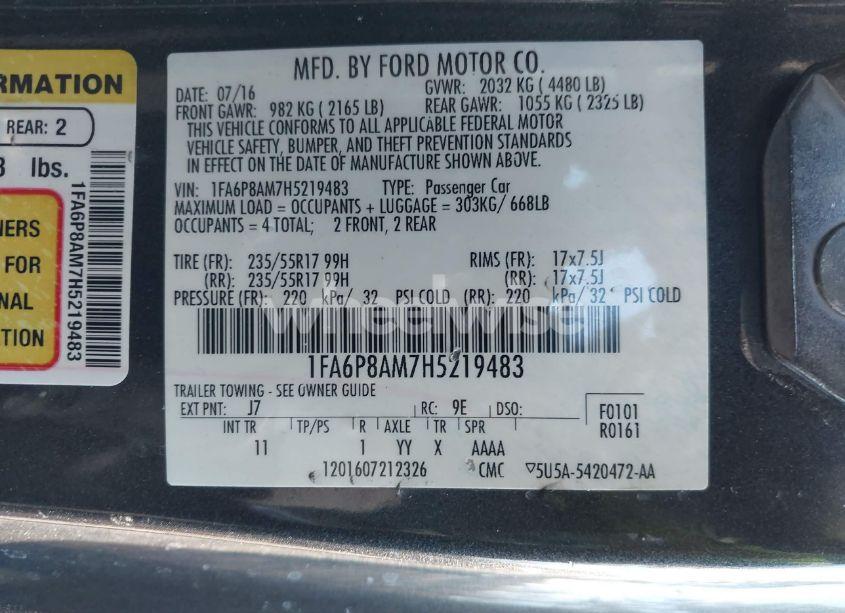 RMATION
REAR: 2
3 lbs.
NERS
FOR
NAL
TION
1FA6P8AM7H5219483
MFD. BY FORD MOTOR CO.
DATE: 07/16 GVWR: 2032 KG ( 4480 LB)
FRONT GAWR: 982 KG ( 2165 LB) REAR GAWR: 1055 KG ( 2325 LB)
THIS VEHICLE CONFORMS TO ALL APPLICABLE FEDERAL MOTOR
VEHICLE SAFETY, BUMPER, AND THEFT PREVENTION STANDARDS
IN EFFECT ON THE DATE OF MANUFACTURE SHOWN ABOVE.
VIN: 1FA6P8AM7H5219483 TYPE: Passenger Car
MAXIMUM LOAD = OCCUPANTS + LUGGAGE = 303KG/ 668LB
OCCUPANTS = 4 TOTAL; 2 FRONT, 2 REAR
TIRE (FR): 235/55R17 99H RIMS (FR): 17x7.5J
(RR): 235/55R17 99H (RR): 17x7.5J
PRESSURE (FR): 220 kPa/ 32 PSI COLD (RR): 220 kPa/ 32 PSI COLD
wheelwise
1FA6P8AM7H5219483
TRAILER TOWING - SEE OWNER GUIDE
EXT PNT: J7 RC: 9E DSO: F0101
INT TR TP/PS R AXLE TR SPR R0161
11 1 YY X AAAA
1201607212326 CMC ▽5U5A-5420472-AA